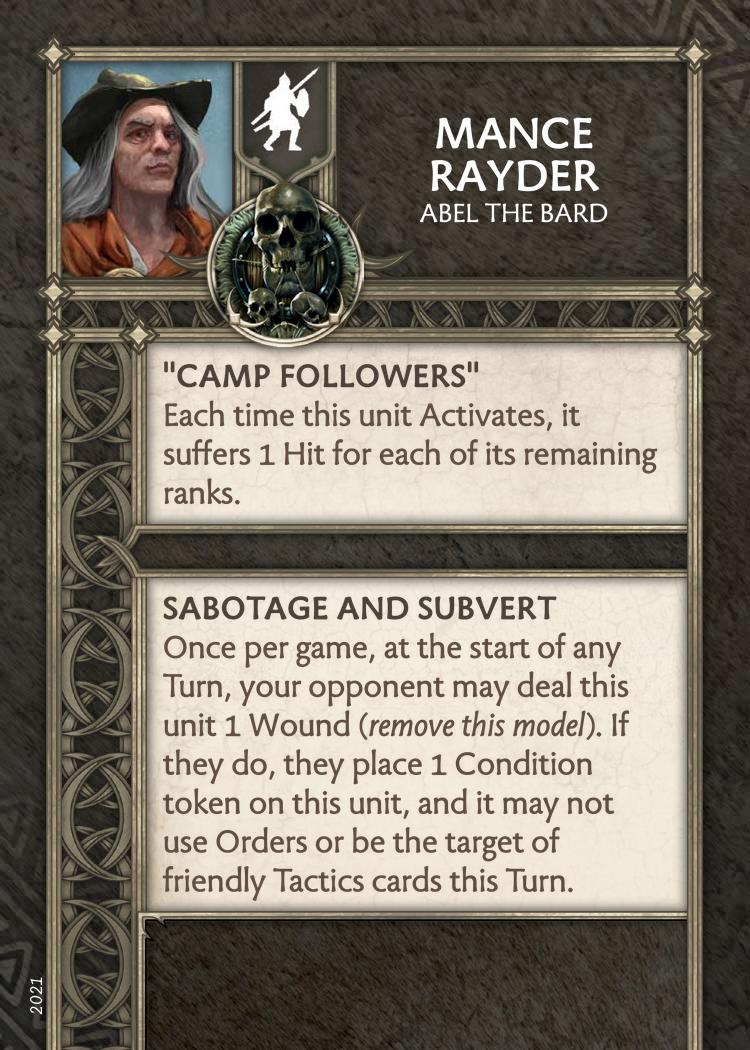 MANCE
RAYDER
ABEL THE BARD
"CAMP FOLLOWERS"
Each time this unit Activates, it
suffers 1 Hit for each of its remaining
ranks.
SABOTAGE AND SUBVERT
Once per game, at the start of any
Turn, your opponent may deal this
unit 1 Wound (remove this model). If
they do, they place 1 Condition
token on this unit, and it may not
use Orders or be the target of
friendly Tactics cards this Turn.
2021